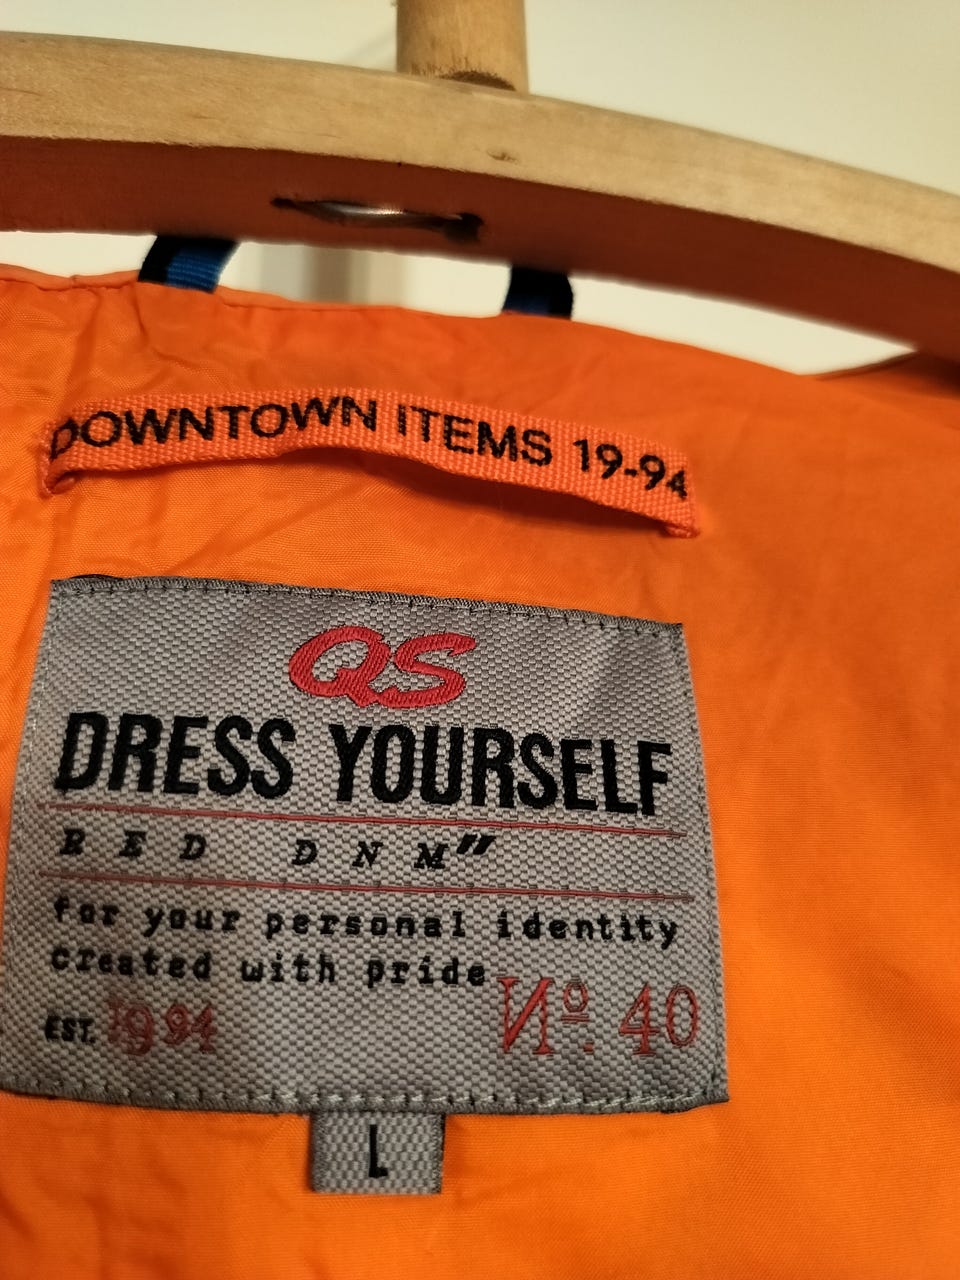 DOWNTOWN ITEMS 19-94
QS
DRESS YOURSELF
RED DNM"
for your personal identity
created with pride
EST. 1994
Nº. 40
L